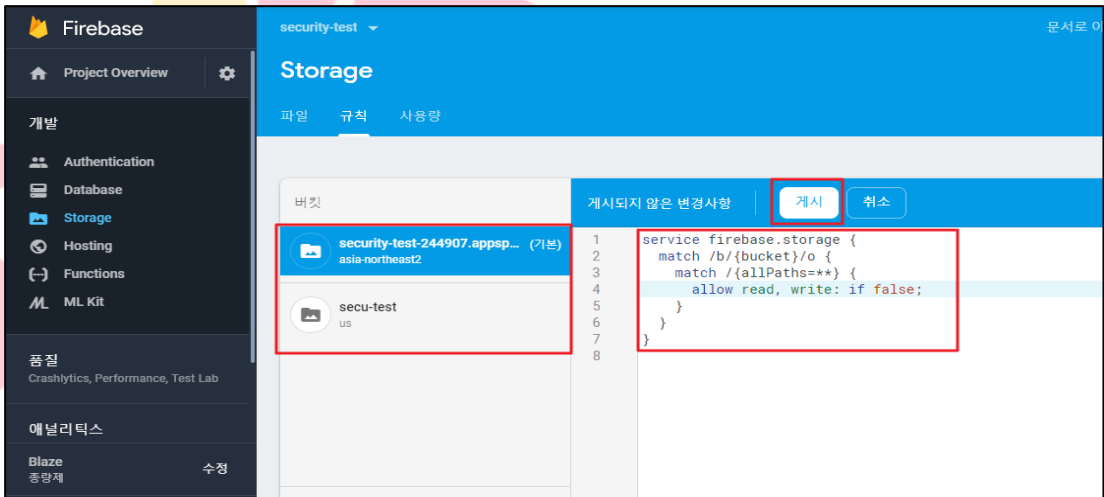 Firebase
security-test
문서로 이
Project Overview
Storage
개발
파일 규칙 사용량
Authentication
Database
Storage
Hosting
Functions
ML Kit
품질
Crashlytics, Performance, Test Lab
애널리틱스
Blaze
종량제
수정
버킷
security-test-244907.appsp... (기본)
asia-northeast2
secu-test
us
게시되지 않은 변경사항 게시 취소
1 service firebase.storage {
2 match /b/{bucket}/o {
3 match /{allPaths=**} {
4 allow read, write: if false;
5 }
6 }
7 }
8